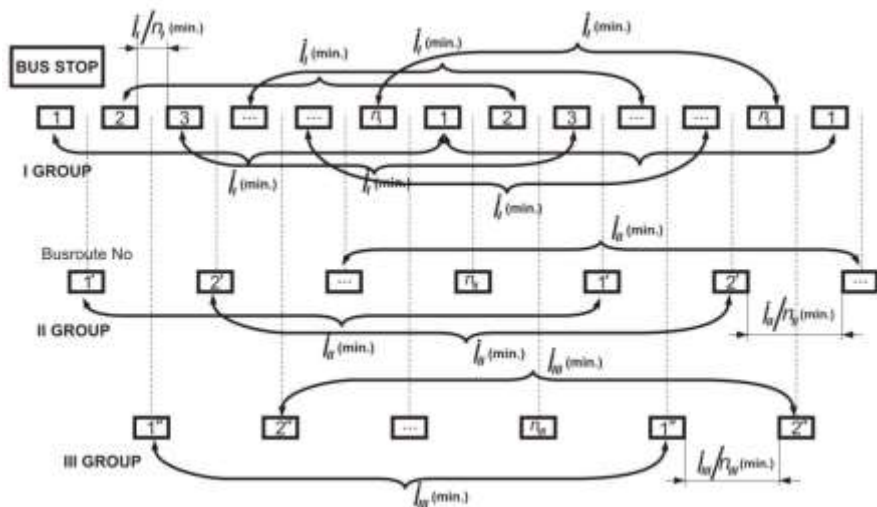 i_I/n_I (min.)
i_I (min.)
i_I (min.)
i_I (min.)
BUS STOP
1 2 3 ... ... n_I 1 2 3 ... ... n_I 1
I GROUP
i_I (min.)
i_I (min.)
i_I (min.)
i_II (min.)
Busroute No
1' 2' ... n_II 1' 2' ...
II GROUP
i_II (min.)
i_II (min.)
i_II/n_II (min.)
i_III (min.)
1" 2" ... n_III 1" 2"
III GROUP
i_III/n_III (min.)
i_III (min.)